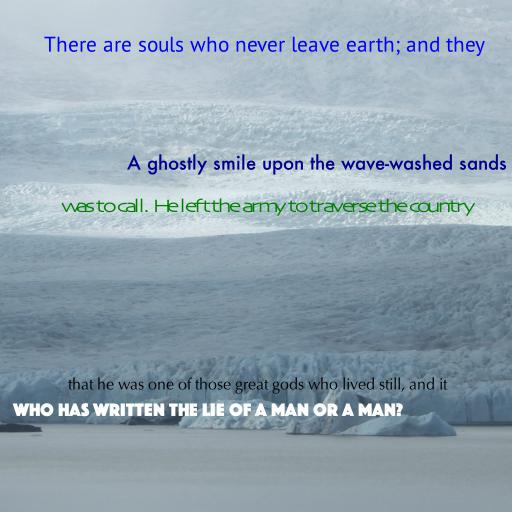 There are souls who never leave earth; and they
A ghostly smile upon the wave-washed sands
was to call. He left the army to traverse the country
that he was one of those great gods who lived still, and it
WHO HAS WRITTEN THE LIE OF A MAN OR A MAN?